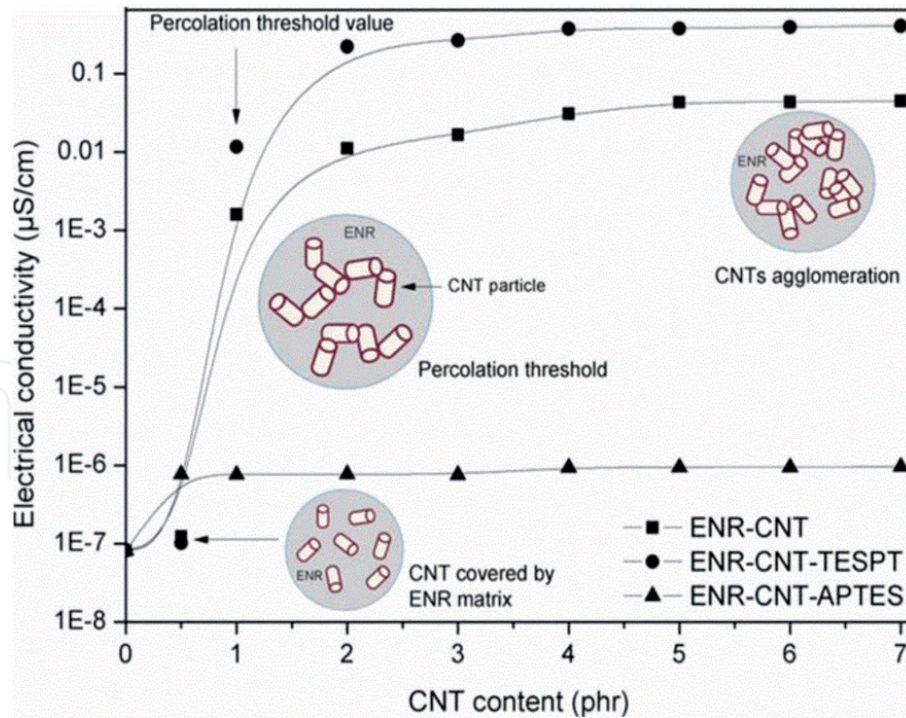 Percolation threshold value
0.1
0.01
1E-3
1E-4
1E-5
1E-6
1E-7
1E-8
Electrical conductivity (μS/cm)
ENR
CNT particle
Percolation threshold
ENR
CNTs agglomeration
ENR
CNT covered by
ENR matrix
ENR-CNT
ENR-CNT-TESPT
ENR-CNT-APTES
0 1 2 3 4 5 6 7
CNT content (phr)